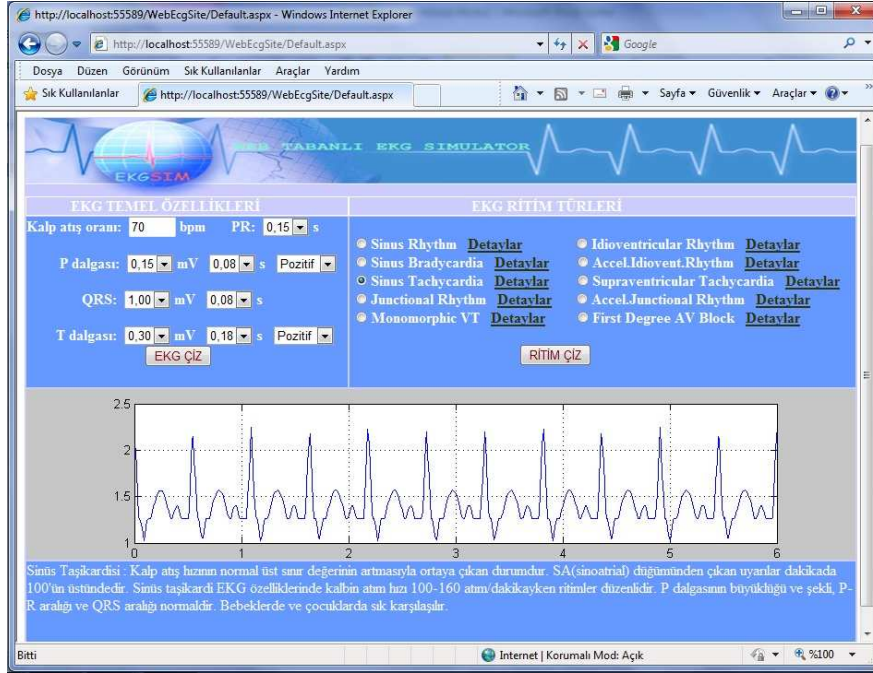 http://localhost:55589/WebEcgSite/Default.aspx - Windows Internet Explorer
http://localhost:55589/WebEcgSite/Default.aspx
Google
Dosya Düzen Görünüm Sık Kullanılanlar Araçlar Yardım
Sık Kullanılanlar http://localhost:55589/WebEcgSite/Default.aspx Sayfa Güvenlik Araçlar
WEB TABANLI EKG SIMULATOR
EKGSIM
EKG TEMEL ÖZELLİKLERİ EKG RİTİM TÜRLERİ
Kalp atış oranı: 70 bpm PR: 0,15 s
P dalgası: 0,15 mV 0,08 s Pozitif
QRS: 1,00 mV 0,08 s
T dalgası: 0,30 mV 0,18 s Pozitif
EKG ÇİZ
Sinus Rhythm Detaylar Idioventricular Rhythm Detaylar
Sinus Bradycardia Detaylar Accel.Idiovent.Rhythm Detaylar
Sinus Tachycardia Detaylar Supraventricular Tachycardia Detaylar
Junctional Rhythm Detaylar Accel.Junctional Rhythm Detaylar
Monomorphic VT Detaylar First Degree AV Block Detaylar
RİTİM ÇİZ
2.5
2
1.5
1
0 1 2 3 4 5 6
Sinüs Taşikardisi : Kalp atış hızının normal üst sınır değerinin artmasıyla ortaya çıkan durumdur. SA(sinoatrial) düğümünden çıkan uyarılar dakikada
100'ün üstündedir. Sinüs taşikardi EKG özelliklerinde kalbin atım hızı 100-160 atım/dakikayken ritimler düzenlidir. P dalgasının büyüklüğü ve şekli, P-
R aralığı ve QRS aralığı normaldir. Bebeklerde ve çocuklarda sık karşılaşılır.
Bitti Internet | Korumalı Mod: Açık %100